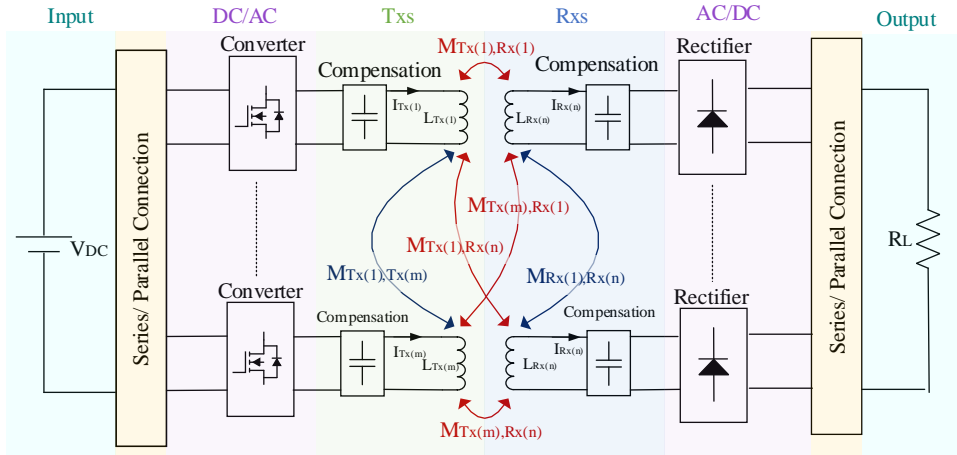 Input
DC/AC
Txs
Rxs
AC/DC
Output
Converter
Compensation
MTx(1),Rx(1)
Compensation
Rectifier
ITx(1)
LTx(1)
LRx(n)
IRx(n)
Series/ Parallel Connection
VDC
MTx(m),Rx(1)
MTx(1),Rx(n)
MTx(1),Tx(m)
MRx(1),Rx(n)
Series/ Parallel Connection
RL
Converter
Compensation
Compensation
Rectifier
ITx(m)
LTx(m)
IRx(n)
LRx(n)
MTx(m),Rx(n)